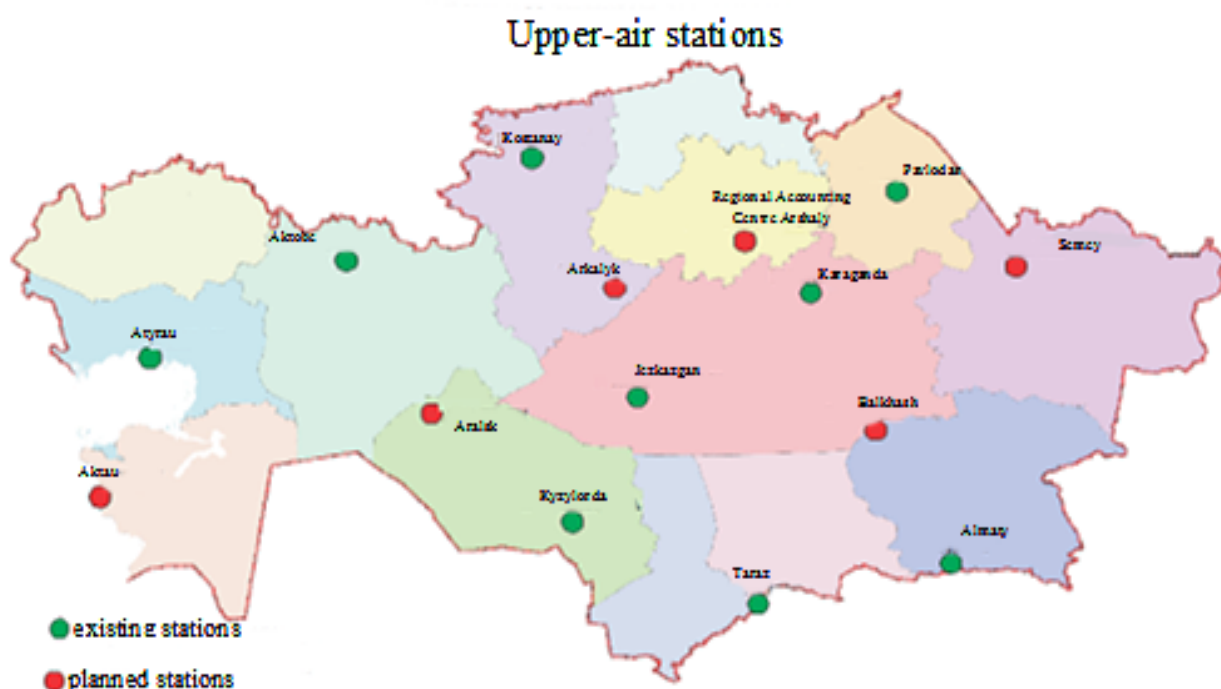 Upper-air stations
Kostanay
Pavlodar
Regional Accounting
Centre Arshaly
Aktobe
Semey
Arkalyk
Karaganda
Atyrau
Jezkazgan
Balkhash
Aralsk
Aktau
Kyzylorda
Almaty
Taraz
existing stations
planned stations